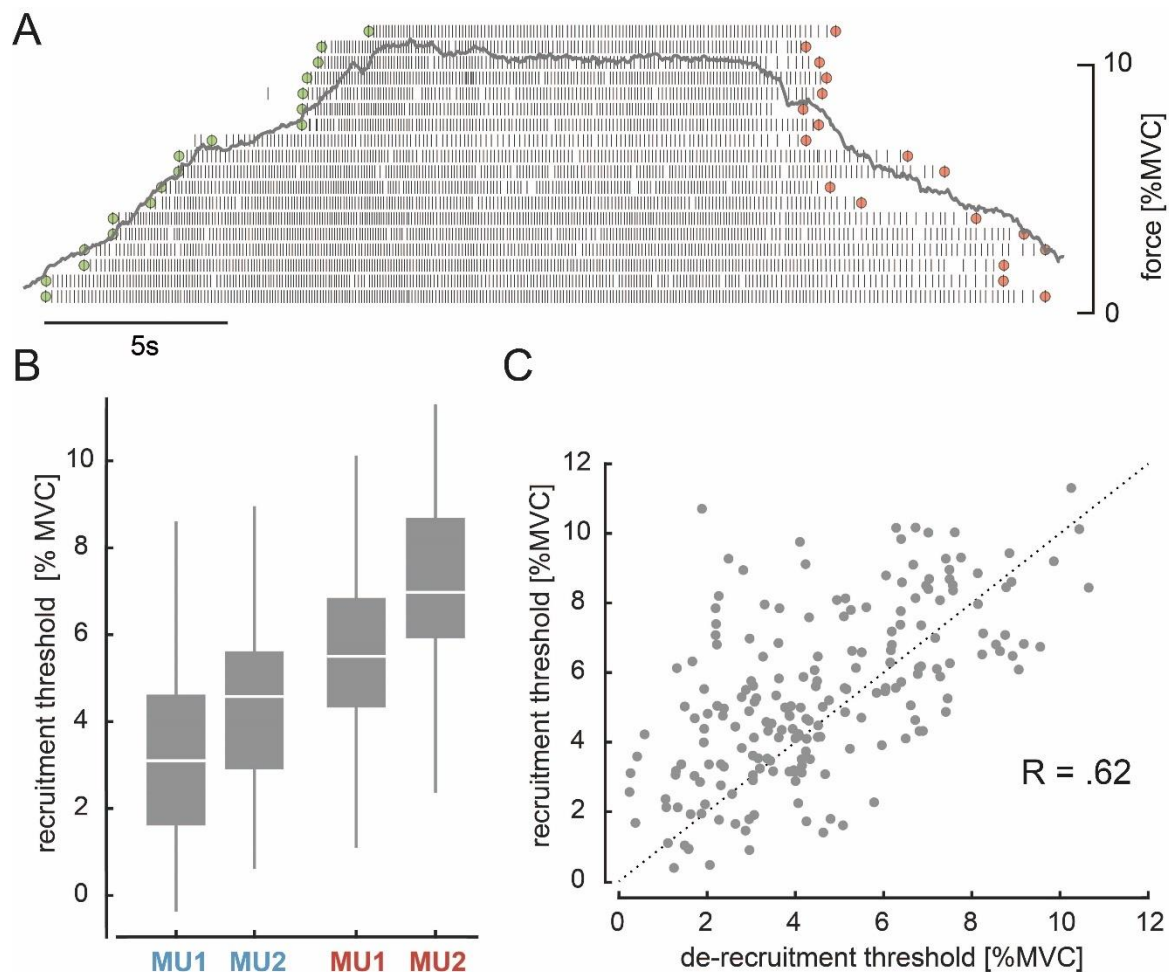 A
10
force [%MVC]
0
5s
B
recruitment threshold [% MVC]
10
8
6
4
2
0
MU1 MU2 MU1 MU2
C
recruitment threshold [%MVC]
12
10
8
6
4
2
0
R = .62
0 2 4 6 8 10 12
de-recruitment threshold [%MVC]